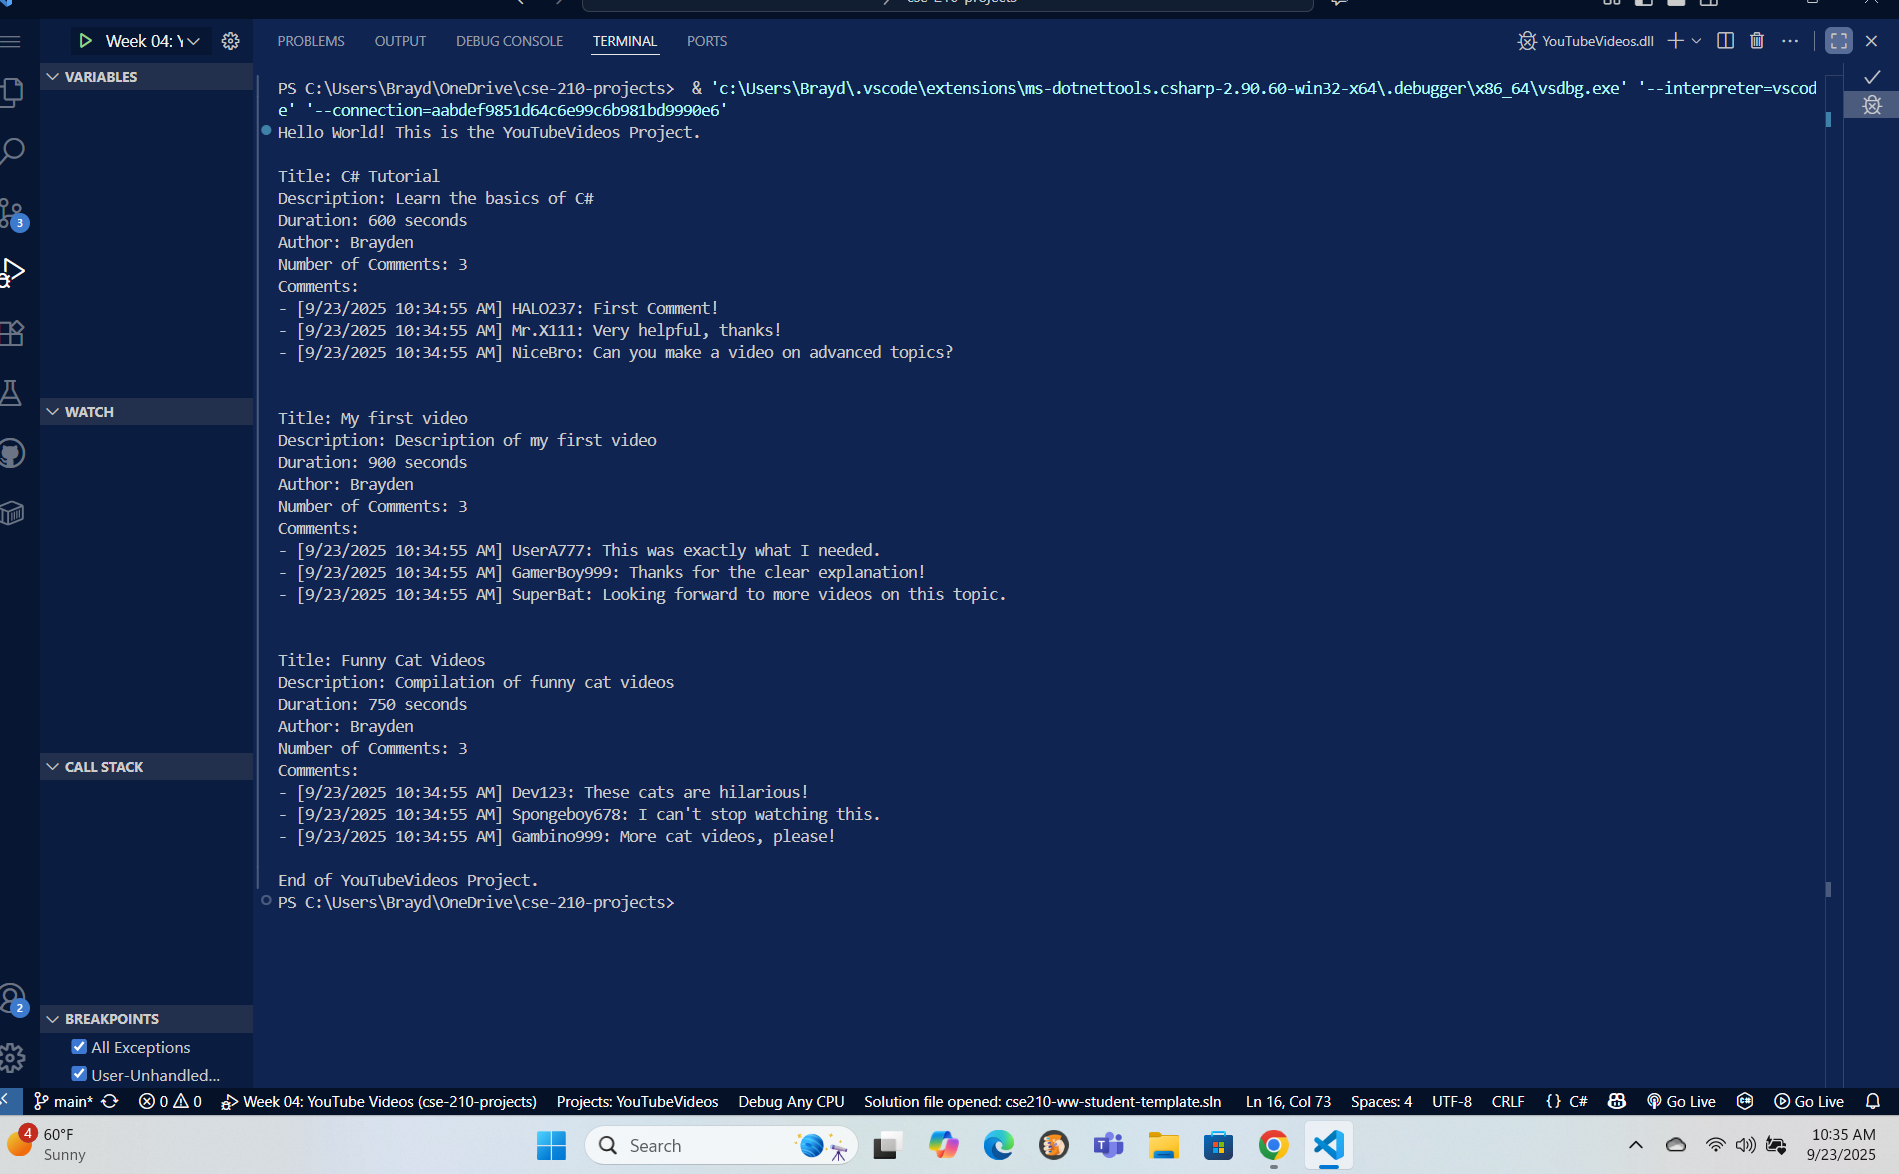 cse-210-projects
Week 04: Y
PROBLEMS OUTPUT DEBUG CONSOLE TERMINAL PORTS
YouTubeVideos.dll
VARIABLES
PS C:\Users\Brayd\OneDrive\cse-210-projects>  & 'c:\Users\Brayd\.vscode\extensions\ms-dotnettools.csharp-2.90.60-win32-x64\.debugger\x86_64\vsdbg.exe' '--interpreter=vscod
e' '--connection=aabdef9851d64c6e99c6b981bd9990e6'
Hello World! This is the YouTubeVideos Project.
Title: C# Tutorial
Description: Learn the basics of C#
Duration: 600 seconds
Author: Brayden
Number of Comments: 3
Comments:
- [9/23/2025 10:34:55 AM] HALO237: First Comment!
- [9/23/2025 10:34:55 AM] Mr.X111: Very helpful, thanks!
- [9/23/2025 10:34:55 AM] NiceBro: Can you make a video on advanced topics?
WATCH
Title: My first video
Description: Description of my first video
Duration: 900 seconds
Author: Brayden
Number of Comments: 3
Comments:
- [9/23/2025 10:34:55 AM] UserA777: This was exactly what I needed.
- [9/23/2025 10:34:55 AM] GamerBoy999: Thanks for the clear explanation!
- [9/23/2025 10:34:55 AM] SuperBat: Looking forward to more videos on this topic.
Title: Funny Cat Videos
Description: Compilation of funny cat videos
Duration: 750 seconds
Author: Brayden
Number of Comments: 3
Comments:
- [9/23/2025 10:34:55 AM] Dev123: These cats are hilarious!
- [9/23/2025 10:34:55 AM] Spongeboy678: I can't stop watching this.
- [9/23/2025 10:34:55 AM] Gambino999: More cat videos, please!
End of YouTubeVideos Project.
PS C:\Users\Brayd\OneDrive\cse-210-projects>
CALL STACK
BREAKPOINTS
All Exceptions
User-Unhandled...
3
2
main* 0 0 Week 04: YouTube Videos (cse-210-projects) Projects: YouTubeVideos Debug Any CPU Solution file opened: cse210-ww-student-template.sln Ln 16, Col 73 Spaces: 4 UTF-8 CRLF {} C# Go Live Go Live
4
60°F
Sunny
Search
10:35 AM
9/23/2025